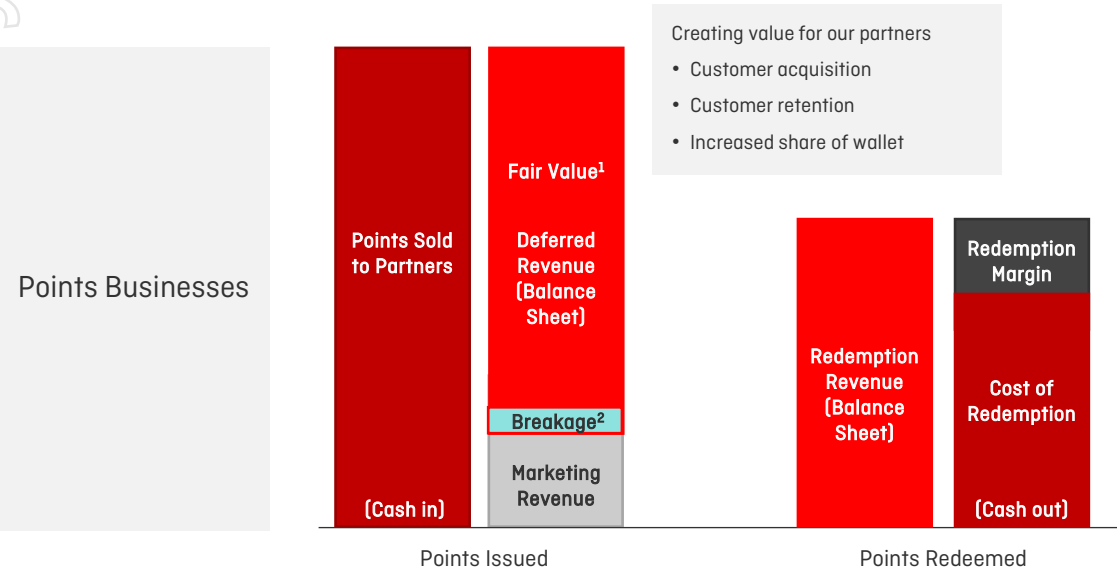 Creating value for our partners
• Customer acquisition
• Customer retention
• Increased share of wallet
Points Businesses
Points Sold
to Partners
(Cash in)
Fair Value¹
Deferred
Revenue
(Balance
Sheet)
Breakage²
Marketing
Revenue
Redemption
Revenue
(Balance
Sheet)
Redemption
Margin
Cost of
Redemption
(Cash out)
Points Issued
Points Redeemed